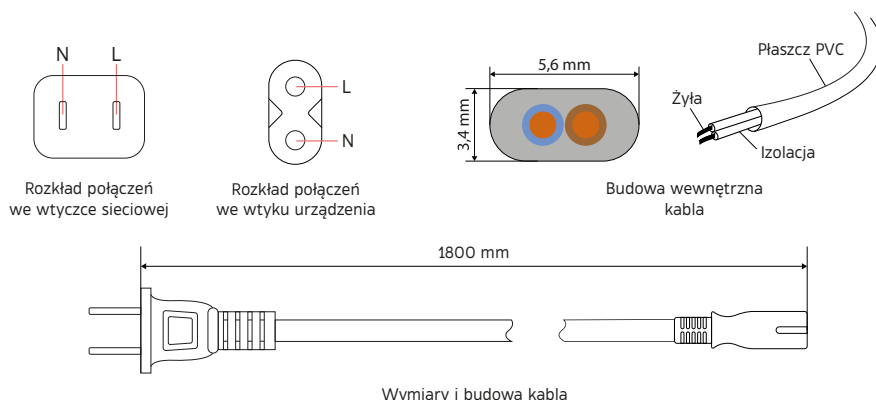 N L
L
N
Rozkład połączeń
we wtyczce sieciowej
Rozkład połączeń
we wtyku urządzenia
5,6 mm
3,4 mm
Płaszcz PVC
Żyła
Izolacja
Budowa wewnętrzna
kabla
1800 mm
Wymiary i budowa kabla